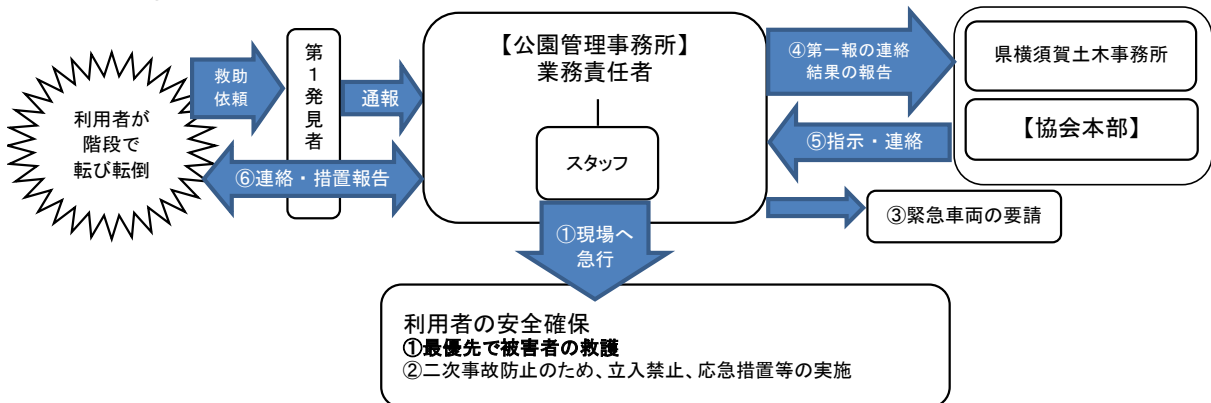 利用者が
階段で
転び転倒
救助
依頼
第
1
発
見
者
通報
⑥連絡・措置報告
【公園管理事務所】
業務責任者
スタッフ
①現場へ
急行
④第一報の連絡
結果の報告
⑤指示・連絡
県横須賀土木事務所
【協会本部】
③緊急車両の要請
利用者の安全確保
①最優先で被害者の救護
②二次事故防止のため、立入禁止、応急措置等の実施